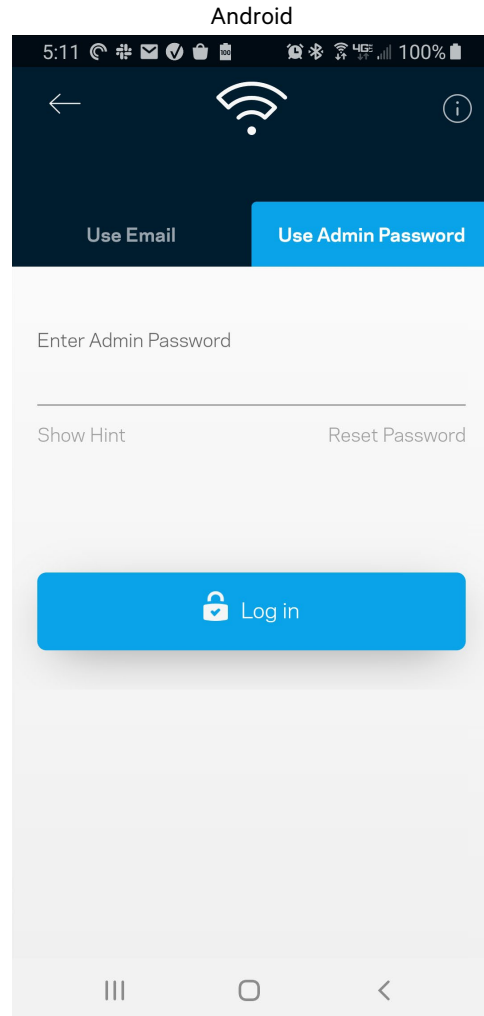 Android
5:11 100%
Use Email Use Admin Password
Enter Admin Password
Show Hint Reset Password
Log in